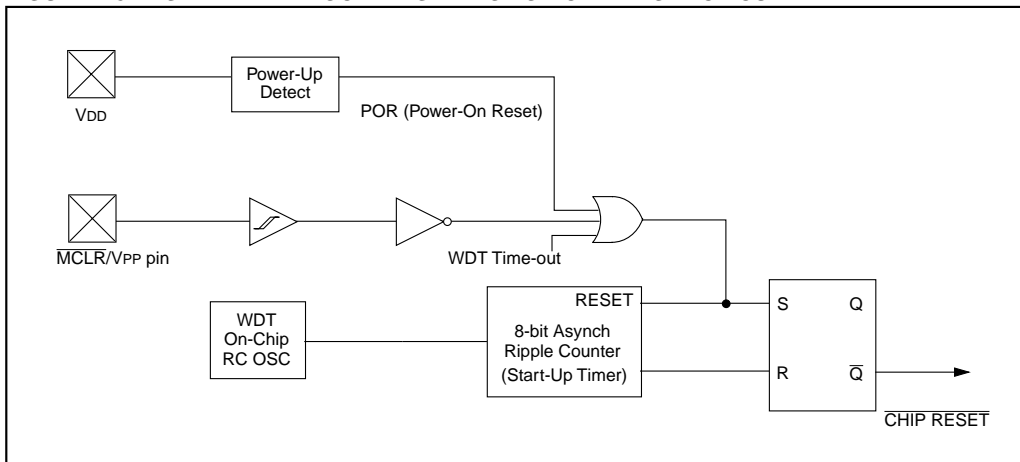 Power-Up
Detect
VDD
POR (Power-On Reset)
MCLR/VPP pin
WDT Time-out
RESET
WDT
On-Chip
RC OSC
8-bit Asynch
Ripple Counter
(Start-Up Timer)
S
Q
R
Q
CHIP RESET